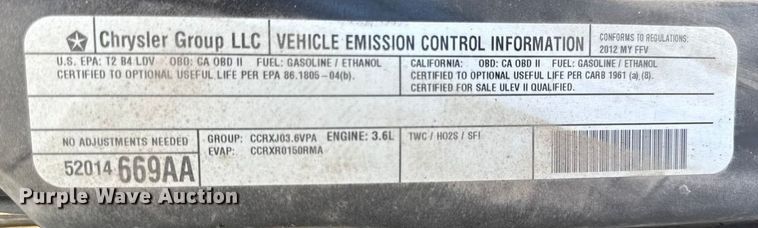 Chrysler Group LLC
VEHICLE EMISSION CONTROL INFORMATION
CONFORMS TO REGULATIONS:
2012 MY FFV
U.S. EPA: T2 B4 LDV OBD: CA OBD II FUEL: GASOLINE / ETHANOL
CERTIFIED TO OPTIONAL USEFUL LIFE PER EPA 86.1805-04(b).
CALIFORNIA: OBD: CA OBD II FUEL: GASOLINE / ETHANOL
CERTIFIED TO OPTIONAL USEFUL LIFE PER CARB 1961 (a) (8).
CERTIFIED FOR SALE ULEV II QUALIFIED.
NO ADJUSTMENTS NEEDED
52014 669AA
GROUP: CCRXJ03.6VPA ENGINE: 3.6L
EVAP: CCRXR0150RMA
TWC / HO2S / SFI
Purple Wave Auction